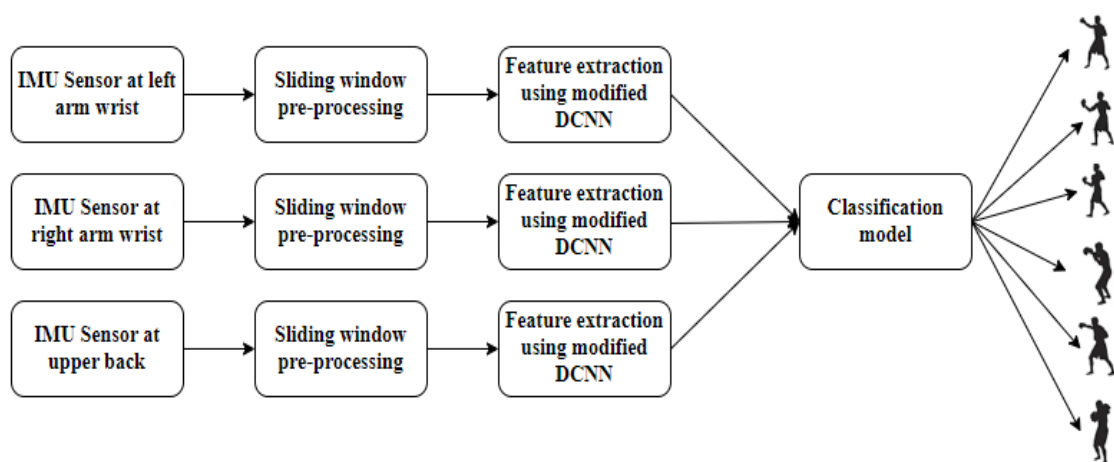 IMU Sensor at left
arm wrist
Sliding window
pre-processing
Feature extraction
using modified
DCNN
IMU Sensor at
right arm wrist
Sliding window
pre-processing
Feature extraction
using modified
DCNN
Classification
model
IMU Sensor at
upper back
Sliding window
pre-processing
Feature extraction
using modified
DCNN